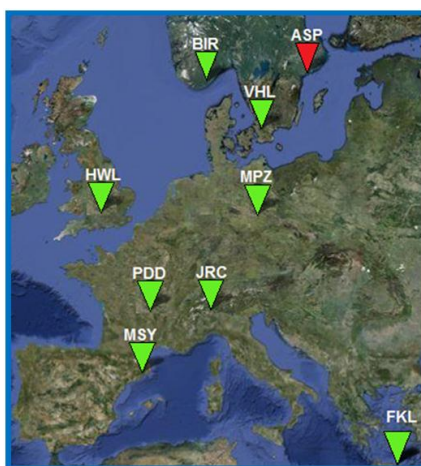 BIR
ASP
VHL
HWL
MPZ
PDD
JRC
MSY
FKL